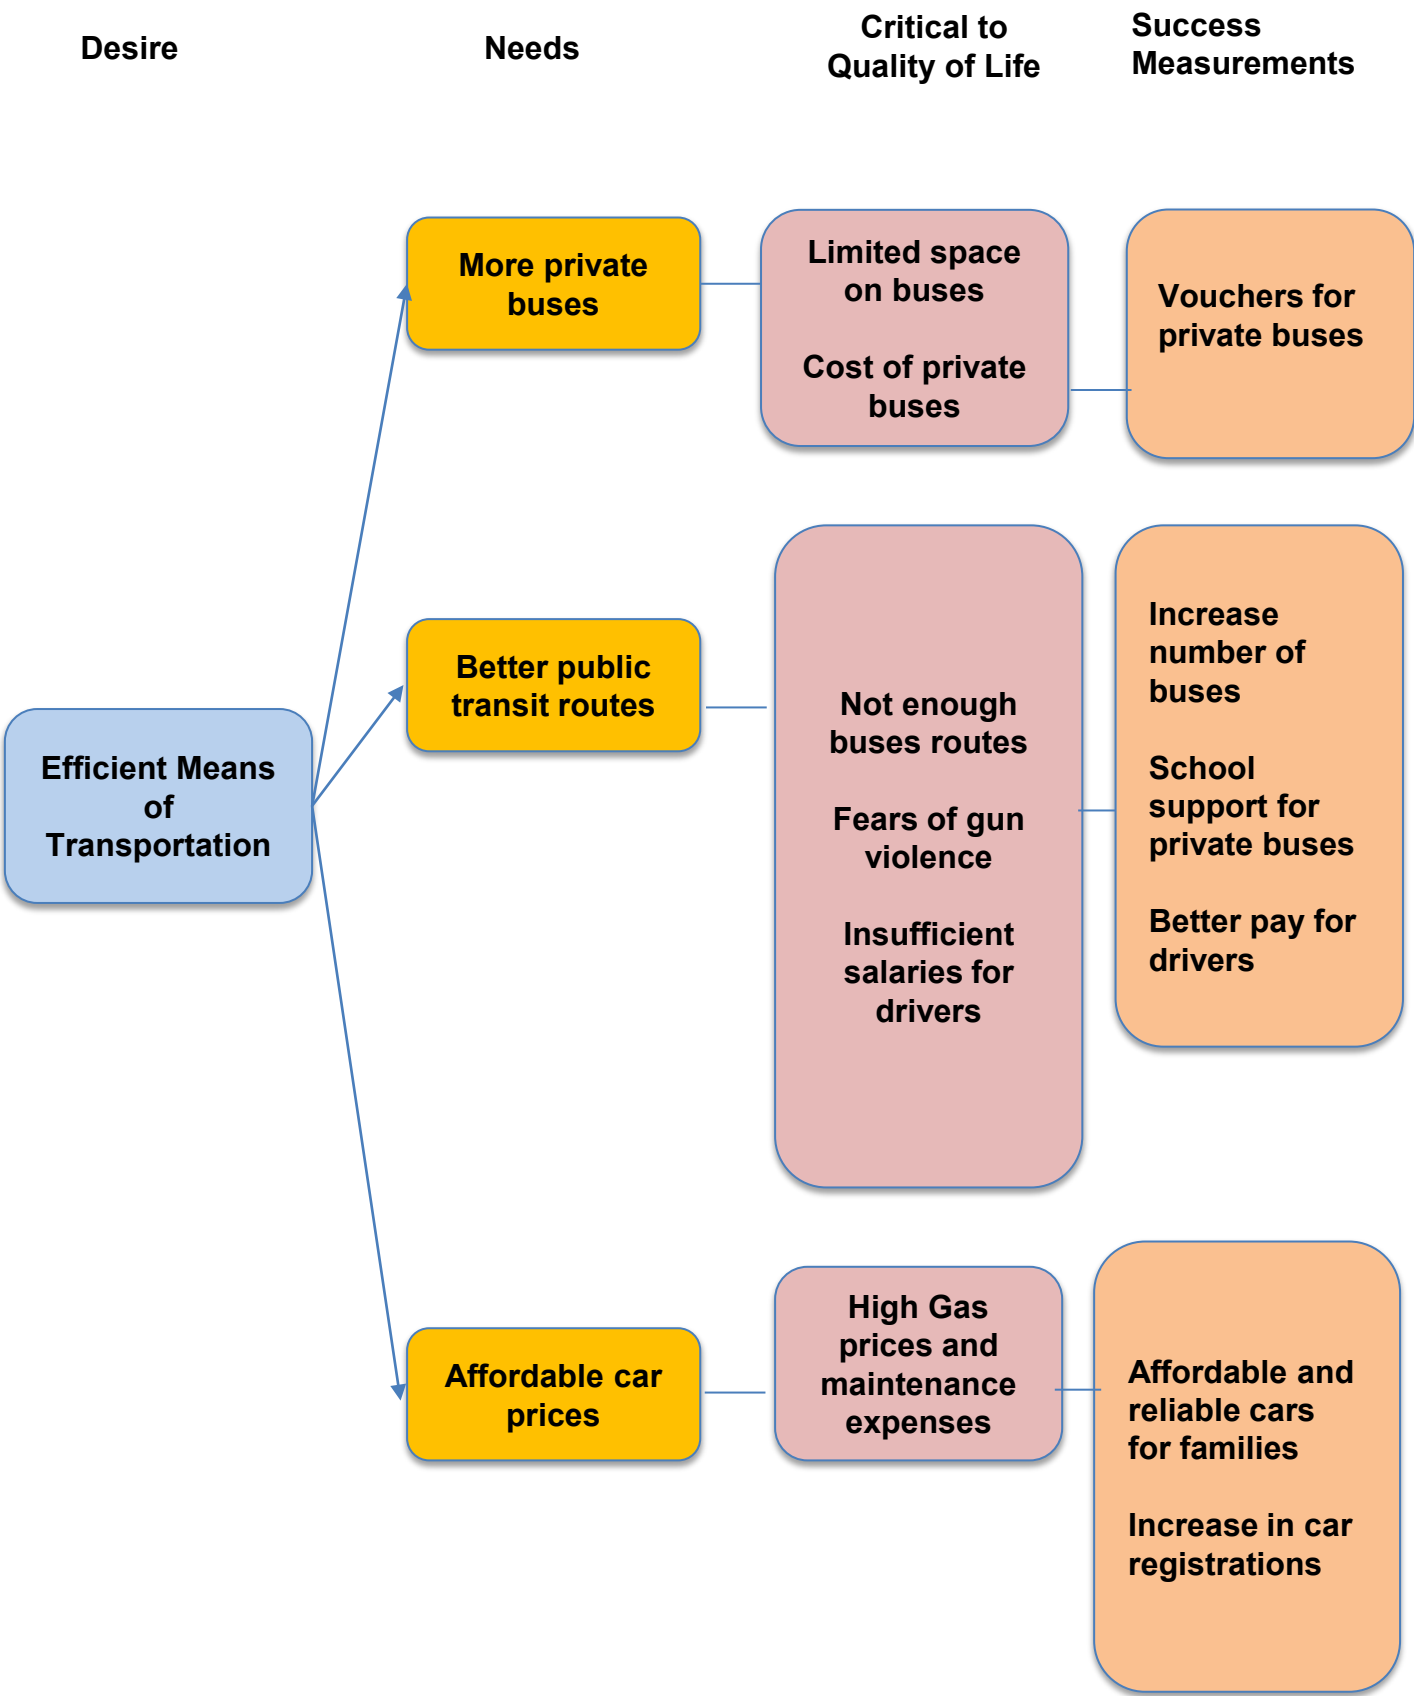 Desire
Needs
Critical to
Quality of Life
Success
Measurements
More private
buses
Limited space
on buses
Cost of private
buses
Vouchers for
private buses
Efficient Means
of
Transportation
Better public
transit routes
Not enough
buses routes
Fears of gun
violence
Insufficient
salaries for
drivers
Increase
number of
buses
School
support for
private buses
Better pay for
drivers
Affordable car
prices
High Gas
prices and
maintenance
expenses
Affordable and
reliable cars
for families
Increase in car
registrations